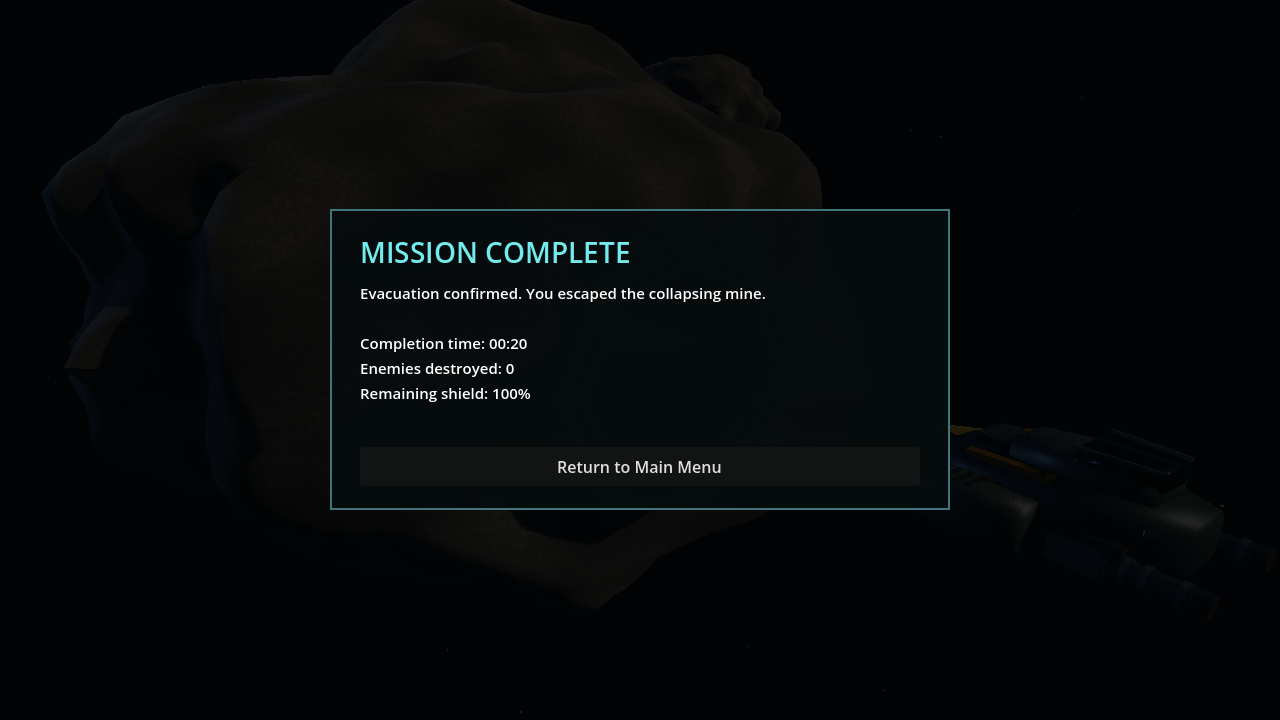 MISSION COMPLETE
Evacuation confirmed. You escaped the collapsing mine.
Completion time: 00:20
Enemies destroyed: 0
Remaining shield: 100%
Return to Main Menu